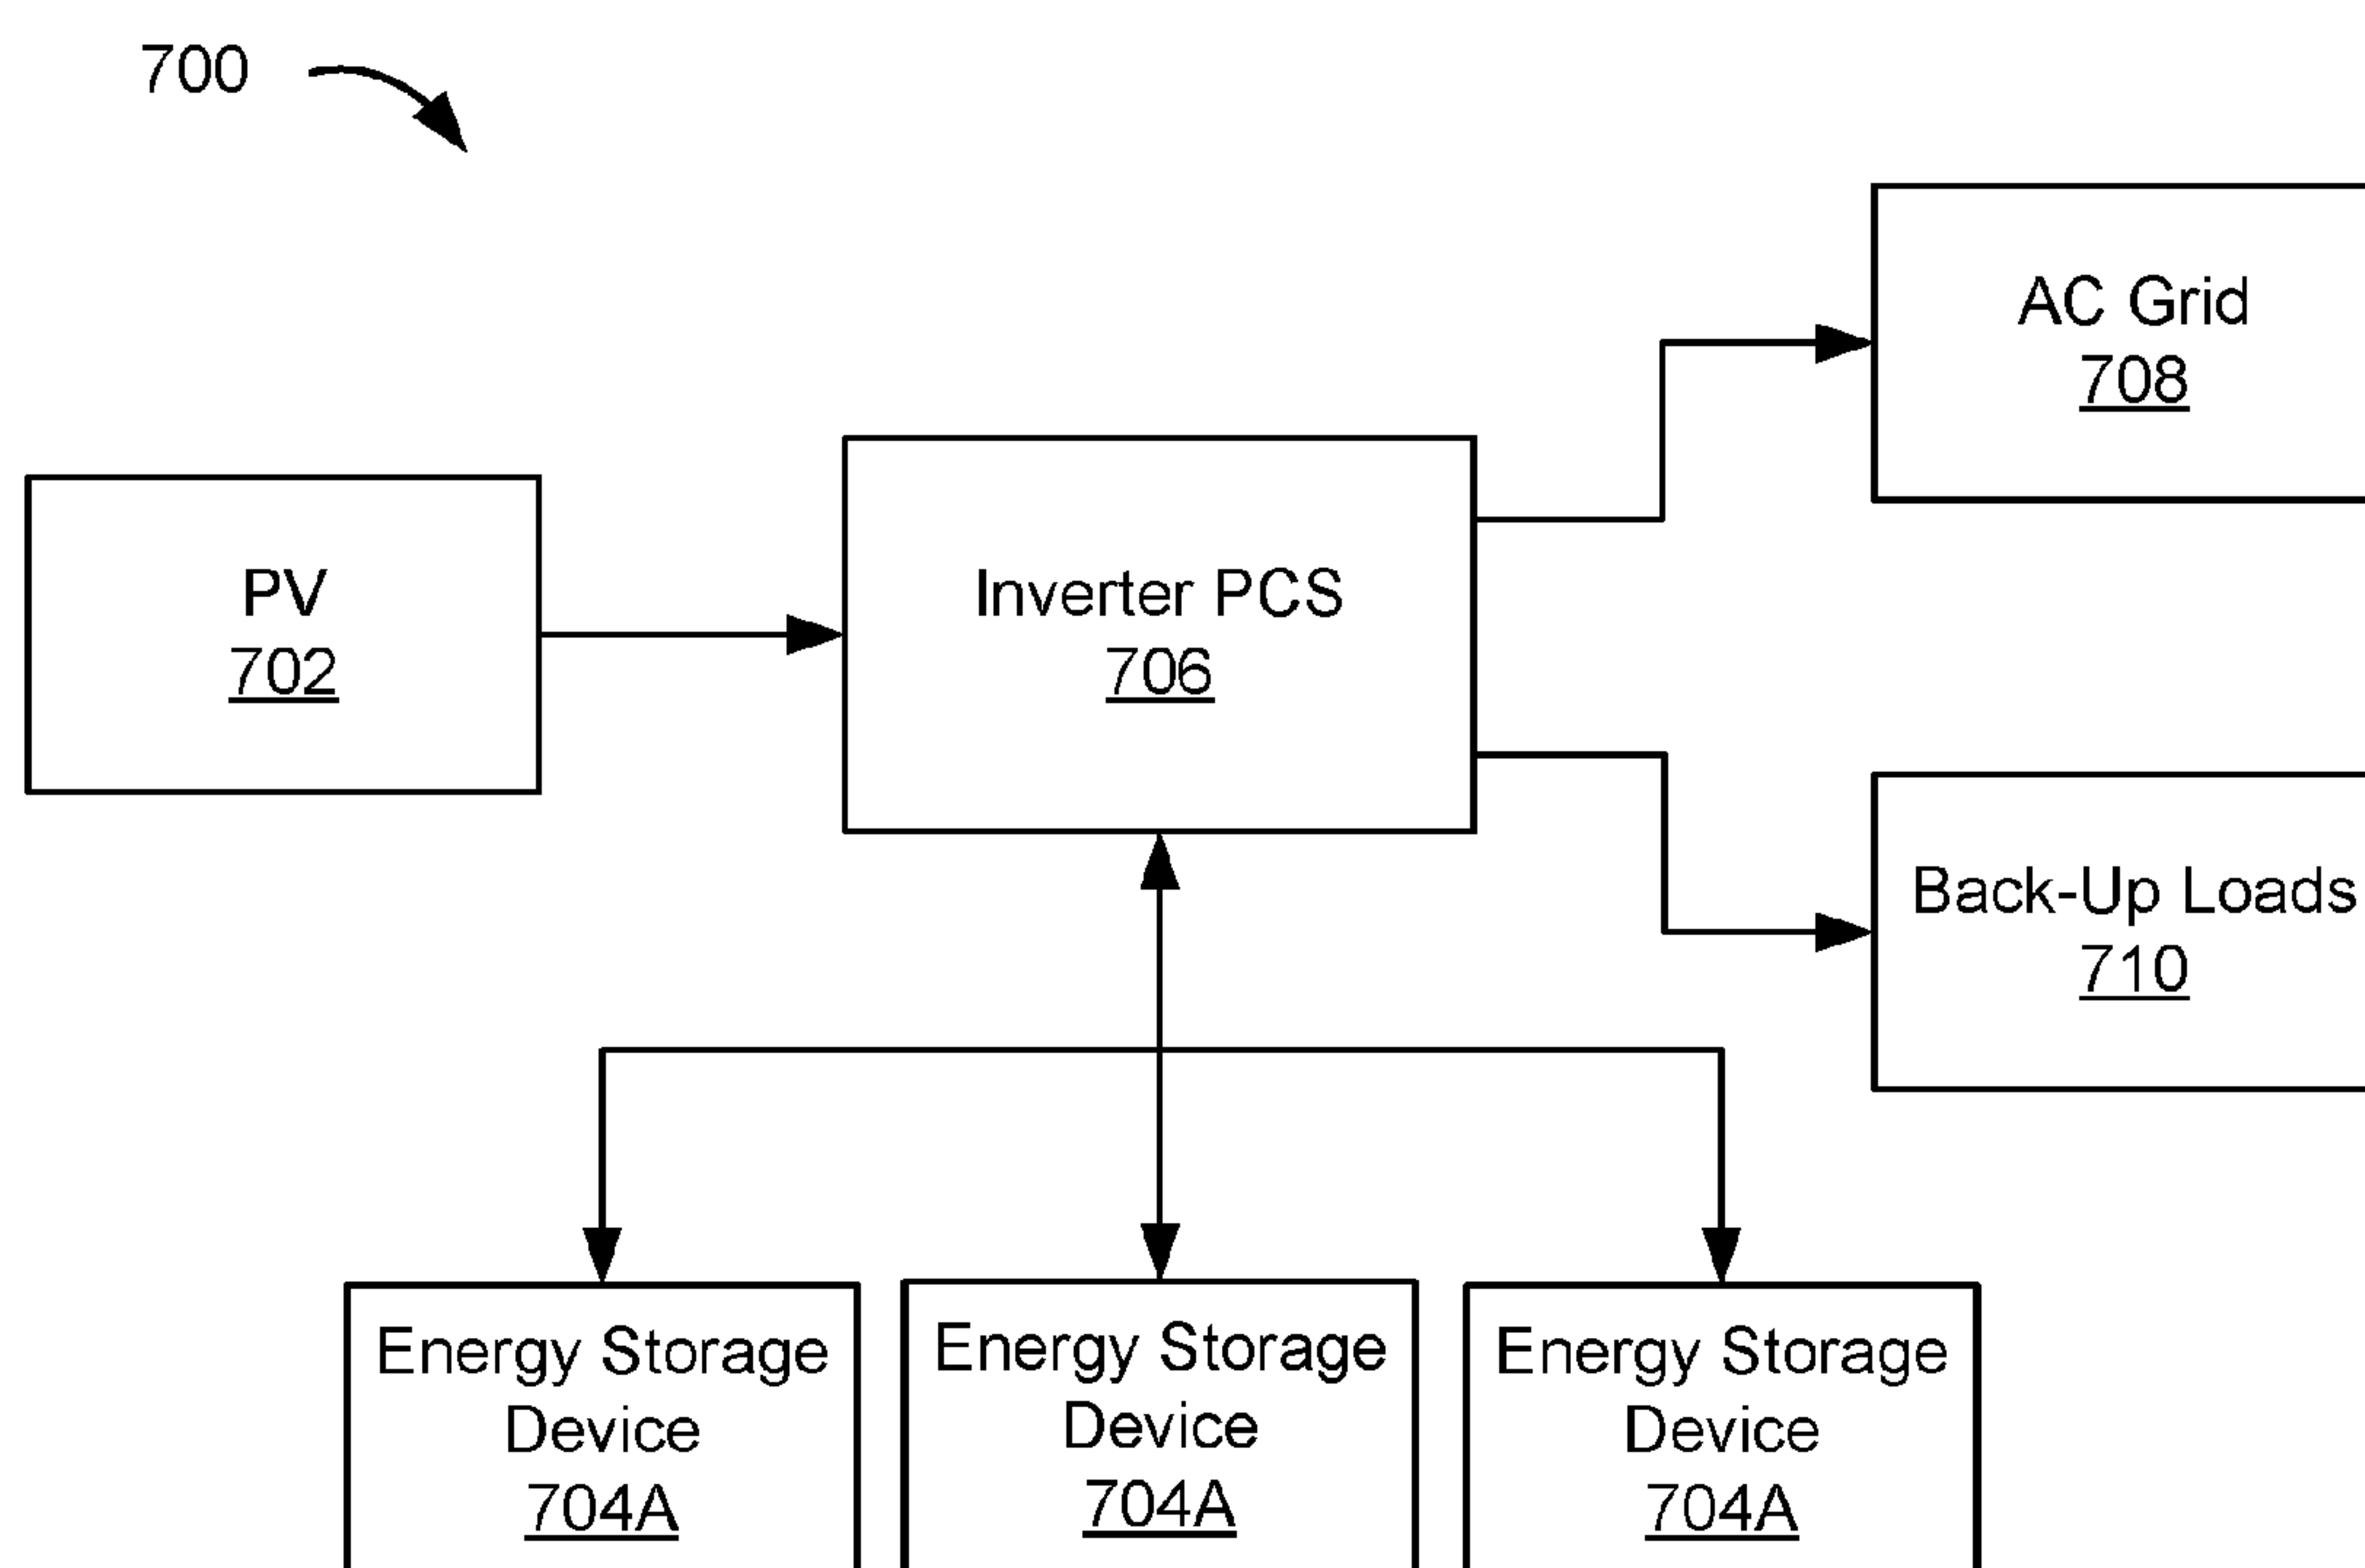 700
AC Grid
708
PV
702
Inverter PCS
706
Back-Up Loads
710
Energy Storage
Device
704A
Energy Storage
Device
704A
Energy Storage
Device
704A